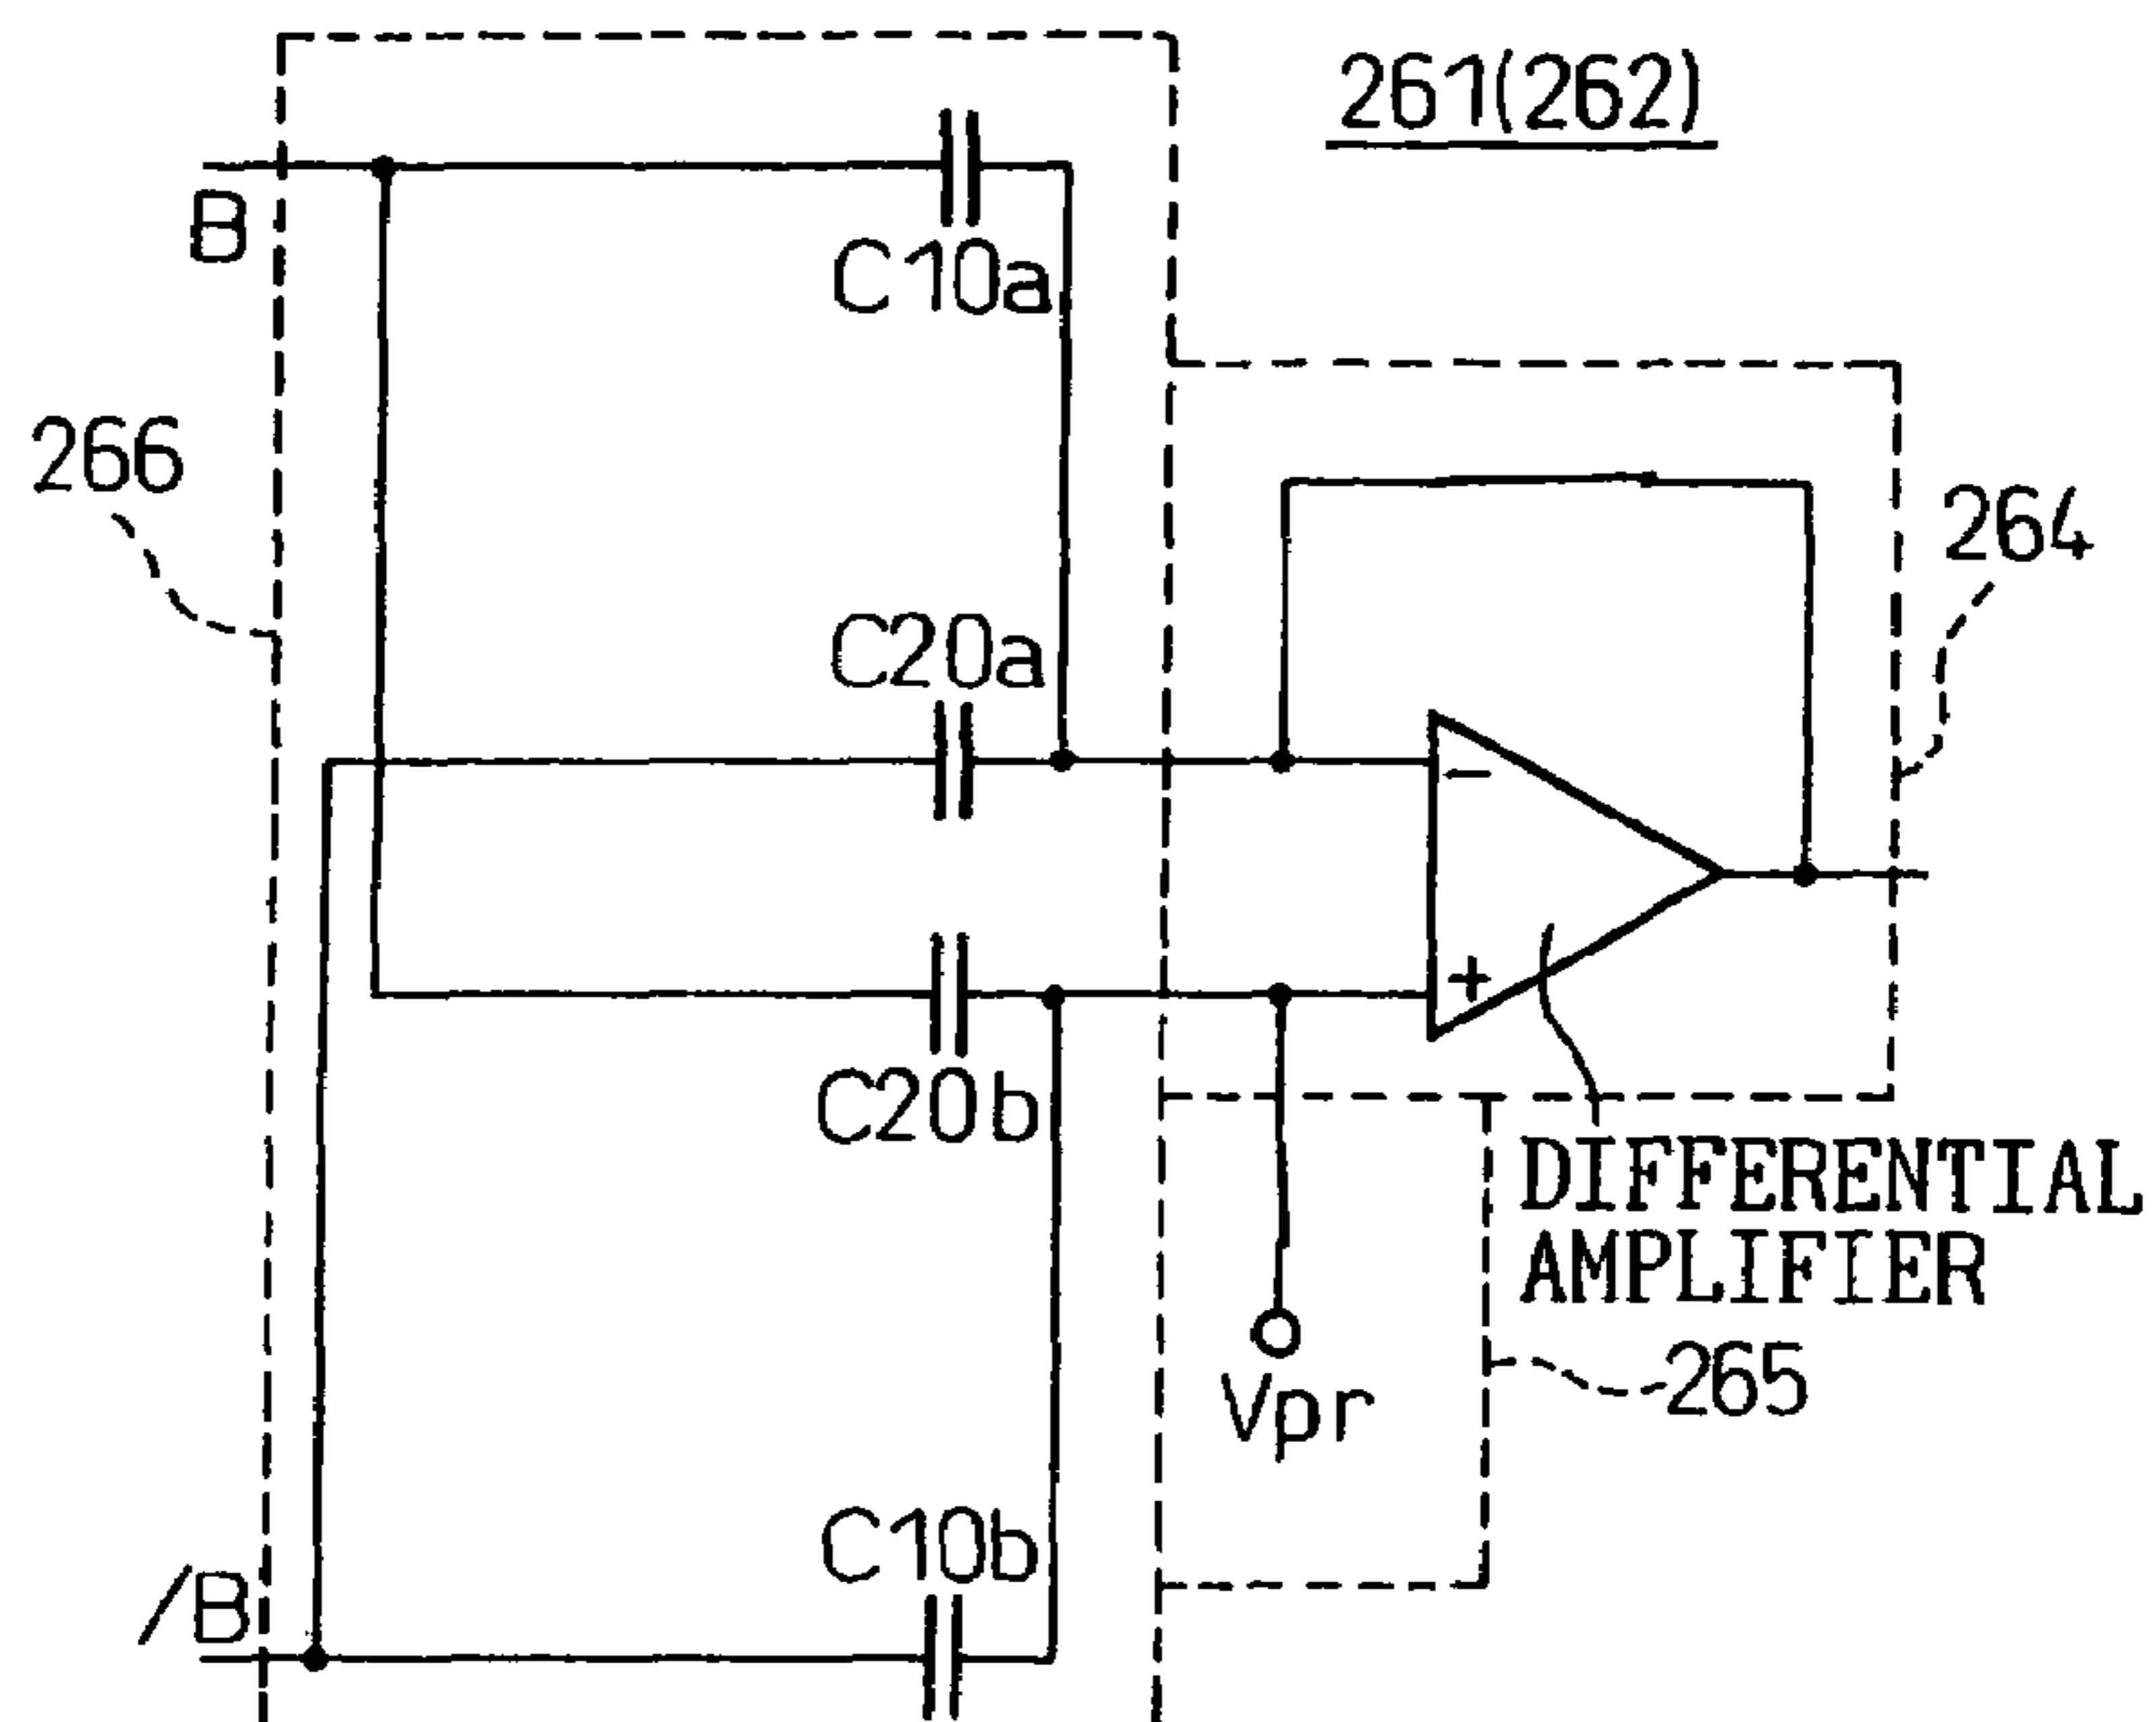 261(262)
B
C10a
266
264
C20a
−
+
C20b
DIFFERENTIAL
AMPLIFIER
265
Vpr
C10b
/B